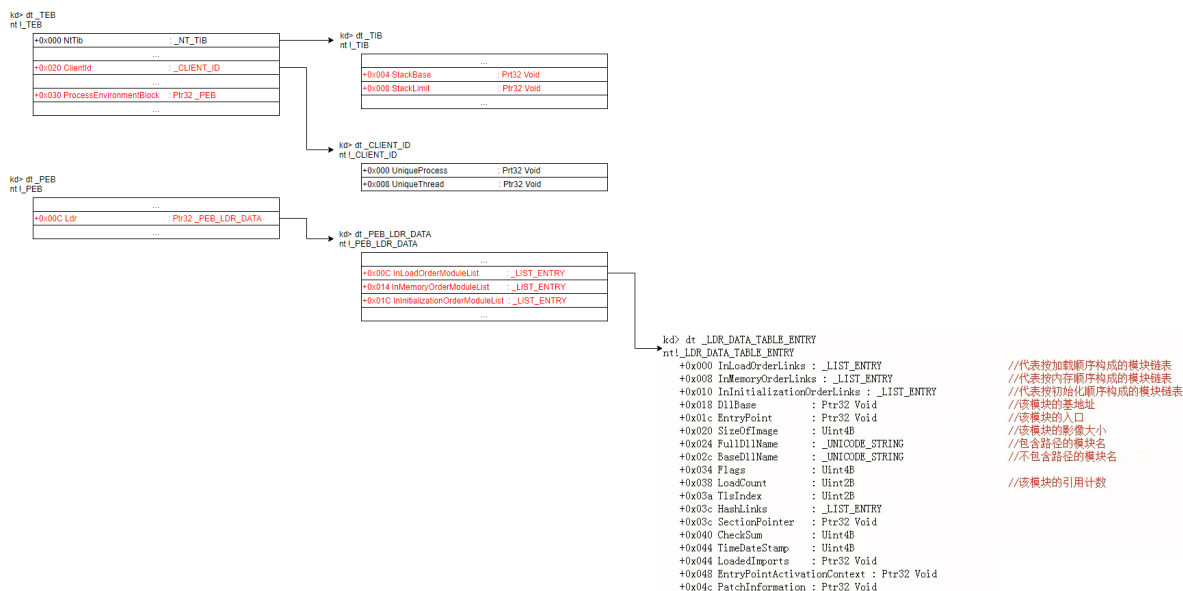 kd> dt _TEB
nt !_TEB
+0x000 NtTib : _NT_TIB
...
+0x020 ClientId : _CLIENT_ID
...
+0x030 ProcessEnvironmentBlock : Ptr32 _PEB
...
kd> dt _TIB
nt !_TIB
...
+0x004 StackBase : Prt32 Void
+0x008 StackLimit : Ptr32 Void
...
kd> dt _CLIENT_ID
nt !_CLIENT_ID
+0x000 UniqueProcess : Prt32 Void
+0x008 UniqueThread : Ptr32 Void
kd> dt _PEB
nt !_PEB
...
+0x00C Ldr : Ptr32 _PEB_LDR_DATA
...
kd> dt _PEB_LDR_DATA
nt !_PEB_LDR_DATA
...
+0x00C InLoadOrderModuleList : _LIST_ENTRY
+0x014 InMemoryOrderModuleList : _LIST_ENTRY
+0x01C InInitializationOrderModuleList : _LIST_ENTRY
...
kd> dt _LDR_DATA_TABLE_ENTRY
nt!_LDR_DATA_TABLE_ENTRY
+0x000 InLoadOrderLinks : _LIST_ENTRY //代表按加载顺序构成的模块链表
+0x008 InMemoryOrderLinks : _LIST_ENTRY //代表按内存顺序构成的模块链表
+0x010 InInitializationOrderLinks : _LIST_ENTRY //代表按初始化顺序构成的模块链表
+0x018 DllBase : Ptr32 Void //该模块的基地址
+0x01c EntryPoint : Ptr32 Void //该模块的入口
+0x020 SizeOfImage : Uint4B //该模块的影像大小
+0x024 FullDllName : _UNICODE_STRING //包含路径的模块名
+0x02c BaseDllName : _UNICODE_STRING //不包含路径的模块名
+0x034 Flags : Uint4B
+0x038 LoadCount : Uint2B //该模块的引用计数
+0x03a TlsIndex : Uint2B
+0x03c HashLinks : _LIST_ENTRY
+0x03c SectionPointer : Ptr32 Void
+0x040 CheckSum : Uint4B
+0x044 TimeDateStamp : Uint4B
+0x044 LoadedImports : Ptr32 Void
+0x048 EntryPointActivationContext : Ptr32 Void
+0x04c PatchInformation : Ptr32 Void